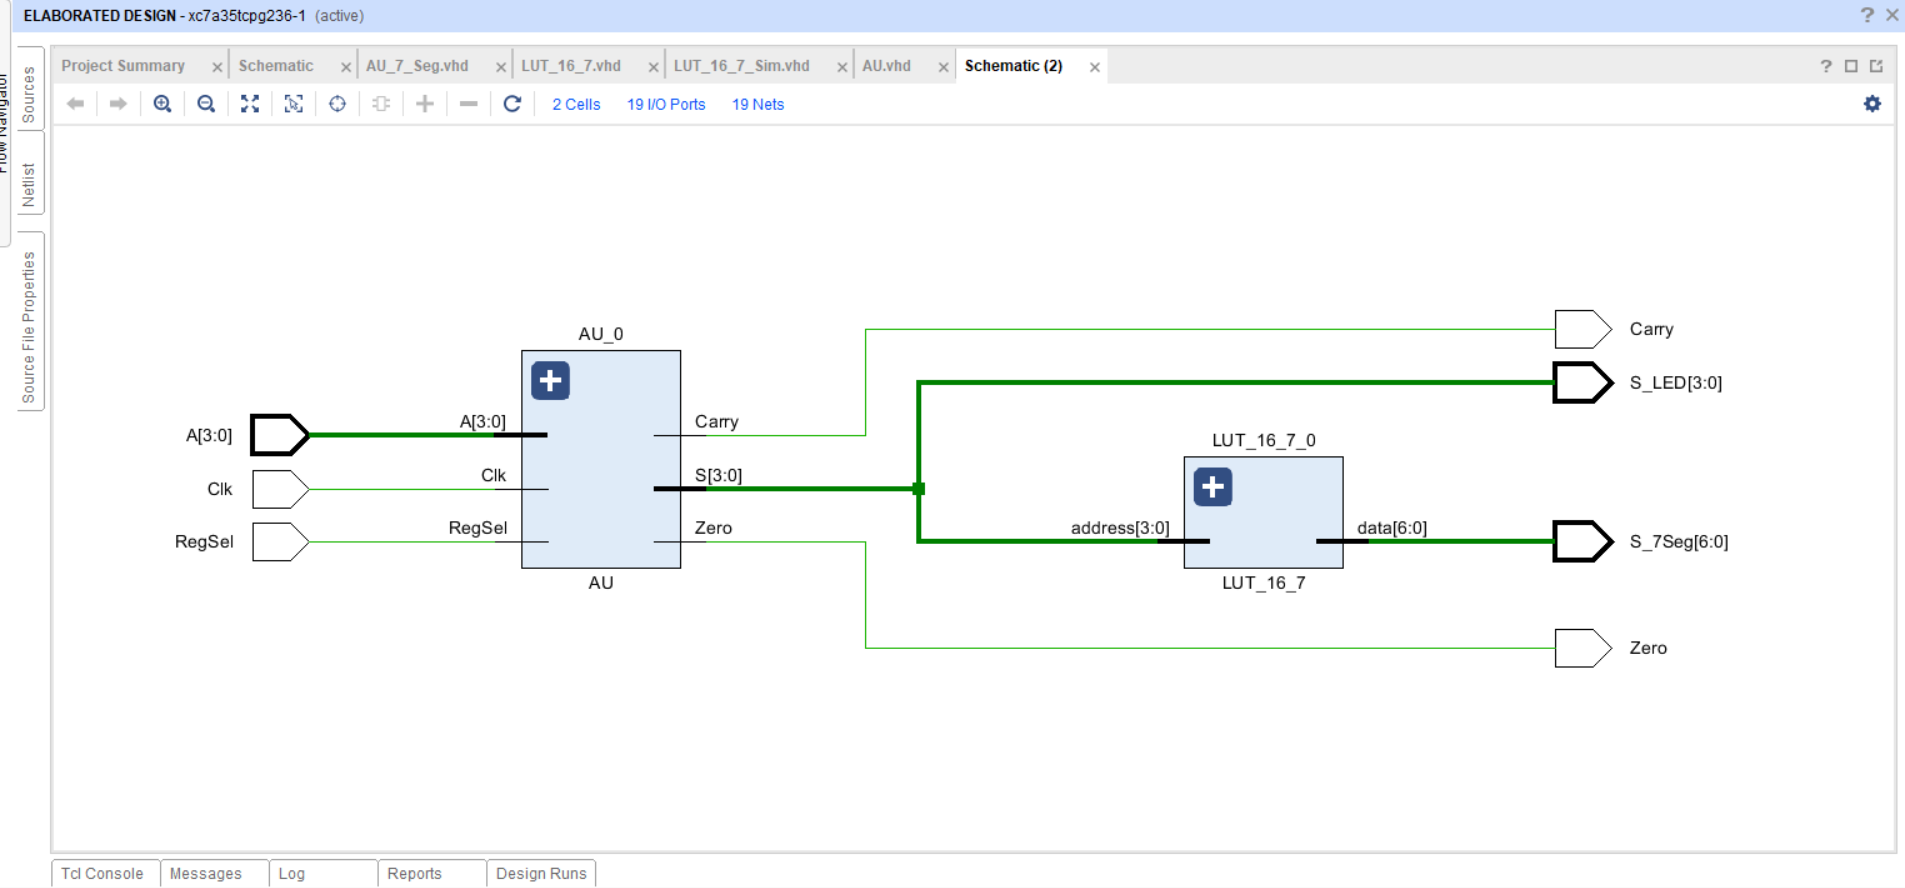 ELABORATED DESIGN - xc7a35tcpg236-1 (active)
Project Summary
Schematic
AU_7_Seg.vhd
LUT_16_7.vhd
LUT_16_7_Sim.vhd
AU.vhd
Schematic (2)
2 Cells
19 I/O Ports
19 Nets
Flow Navigator
Sources
Netlist
Source File Properties
AU_0
Carry
S_LED[3:0]
A[3:0]
A[3:0]
Carry
LUT_16_7_0
Clk
Clk
S[3:0]
RegSel
RegSel
Zero
address[3:0]
data[6:0]
S_7Seg[6:0]
AU
LUT_16_7
Zero
Tcl Console
Messages
Log
Reports
Design Runs